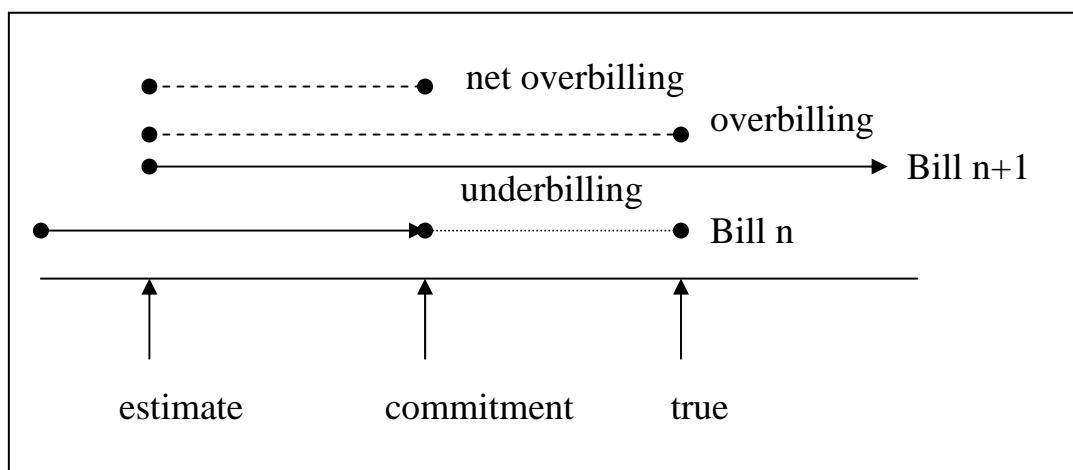 net overbilling
overbilling
Bill n+1
underbilling
Bill n
estimate commitment true